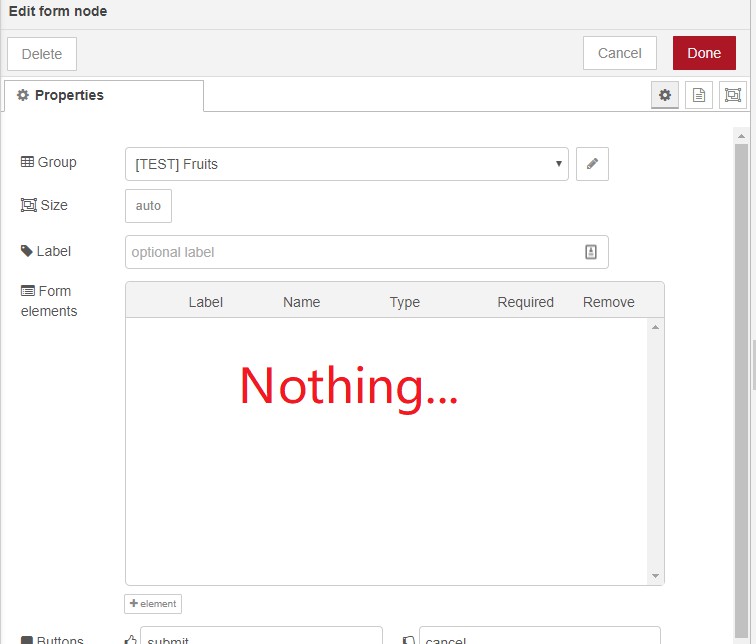 Edit form node
Delete Cancel Done
Properties
Group [TEST] Fruits
Size auto
Label optional label
Form elements
Label Name Type Required Remove
Nothing...
+ element
Buttons submit cancel